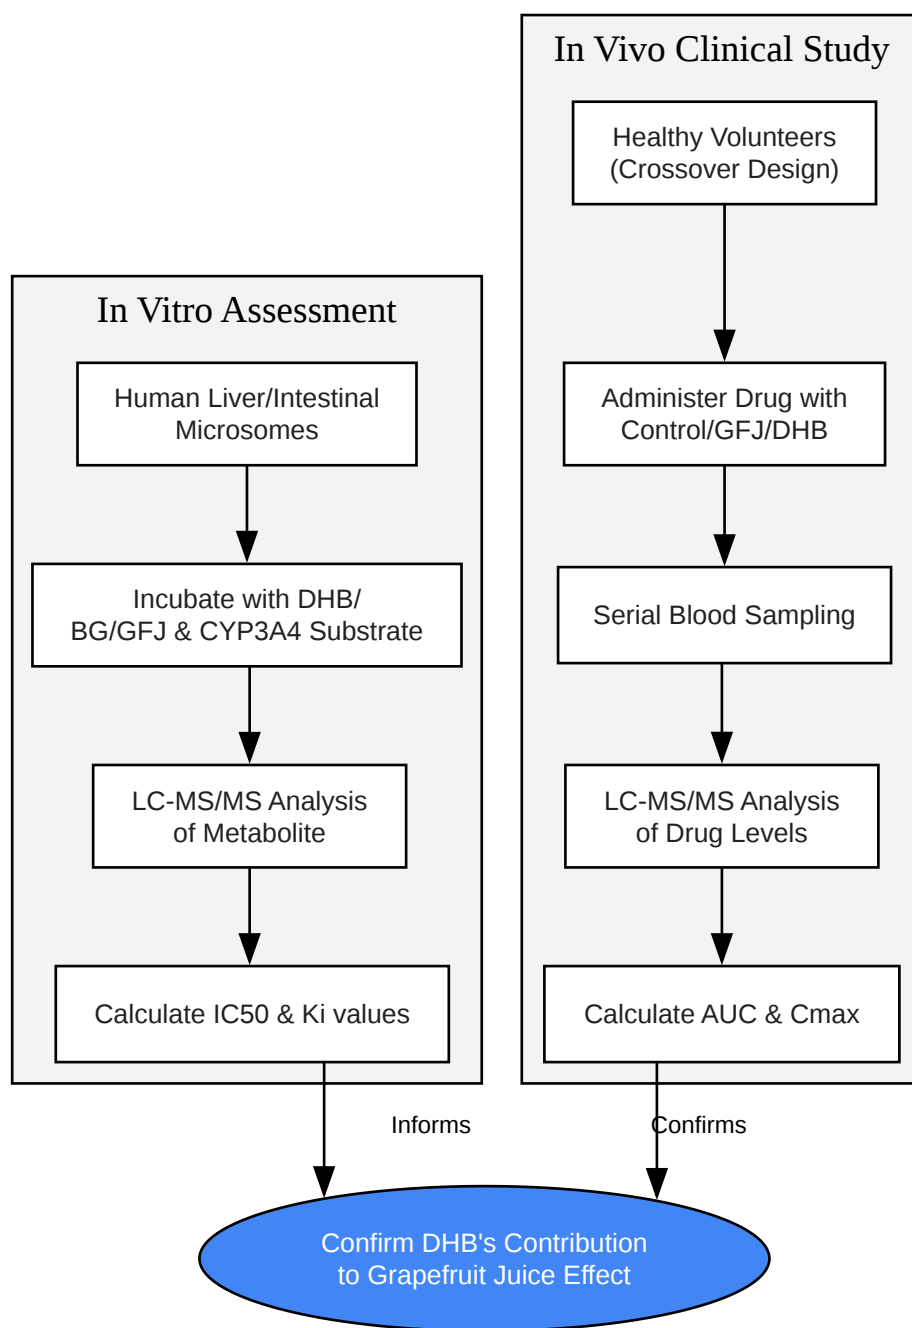 In Vitro Assessment
Human Liver/Intestinal
Microsomes
Incubate with DHB/
BG/GFJ & CYP3A4 Substrate
LC-MS/MS Analysis
of Metabolite
Calculate IC50 & Ki values
Informs
In Vivo Clinical Study
Healthy Volunteers
(Crossover Design)
Administer Drug with
Control/GFJ/DHB
Serial Blood Sampling
LC-MS/MS Analysis
of Drug Levels
Calculate AUC & Cmax
Confirms
Confirm DHB's Contribution
to Grapefruit Juice Effect